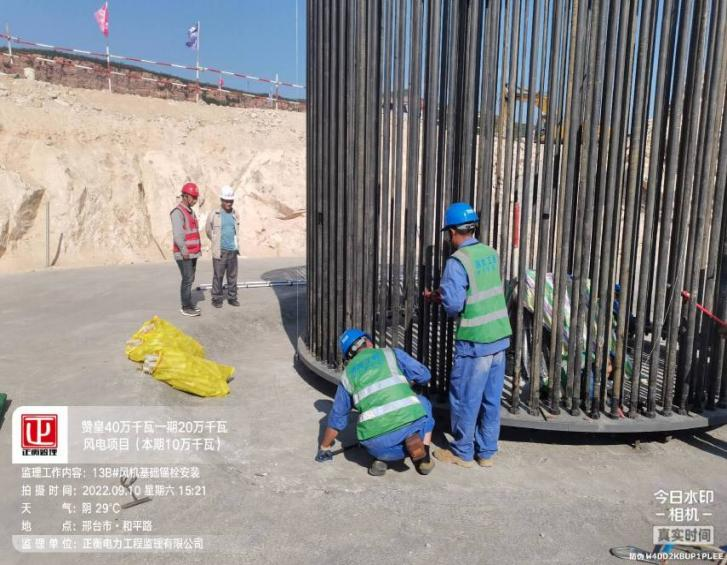 赞皇40万千瓦一期20万千瓦
风电项目（本期10万千瓦）
正衡监理
监理工作内容：13B#风机基础锚栓安装
拍摄时间：2022.09.10 星期六 15:21
天气：阴 29℃
地点：邢台市·和平路
监理单位：正衡电力工程监理有限公司
今日水印
-相机-
真实时间
防伪 W4DD2KBUP1PLEE